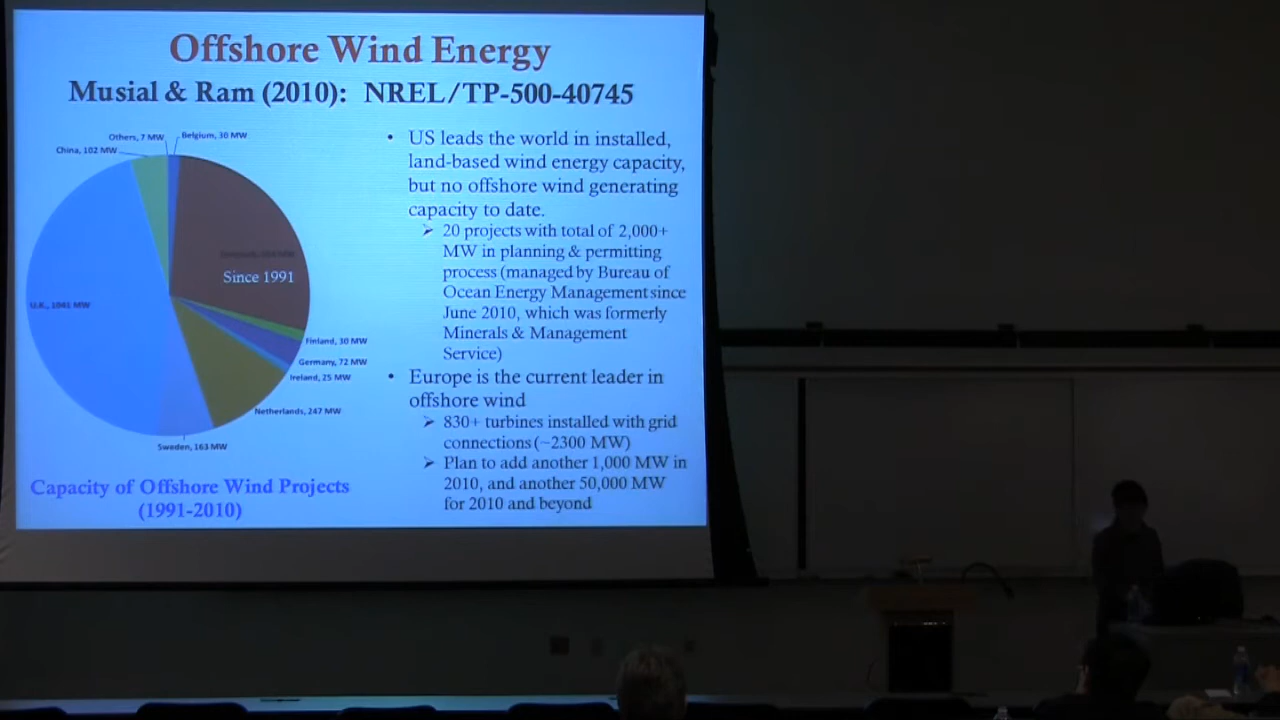 Offshore Wind Energy
Musial & Ram (2010): NREL/TP-500-40745
Others, 7 MW
Belgium, 30 MW
China, 102 MW
Since 1991
U.K., 1041 MW
Finland, 30 MW
Germany, 72 MW
Ireland, 25 MW
Netherlands, 247 MW
Sweden, 163 MW
Capacity of Offshore Wind Projects
(1991-2010)
• US leads the world in installed,
land-based wind energy capacity,
but no offshore wind generating
capacity to date.
➢ 20 projects with total of 2,000+
MW in planning & permitting
process (managed by Bureau of
Ocean Energy Management since
June 2010, which was formerly
Minerals & Management
Service)
• Europe is the current leader in
offshore wind
➢ 830+ turbines installed with grid
connections (~2300 MW)
➢ Plan to add another 1,000 MW in
2010, and another 50,000 MW
for 2010 and beyond